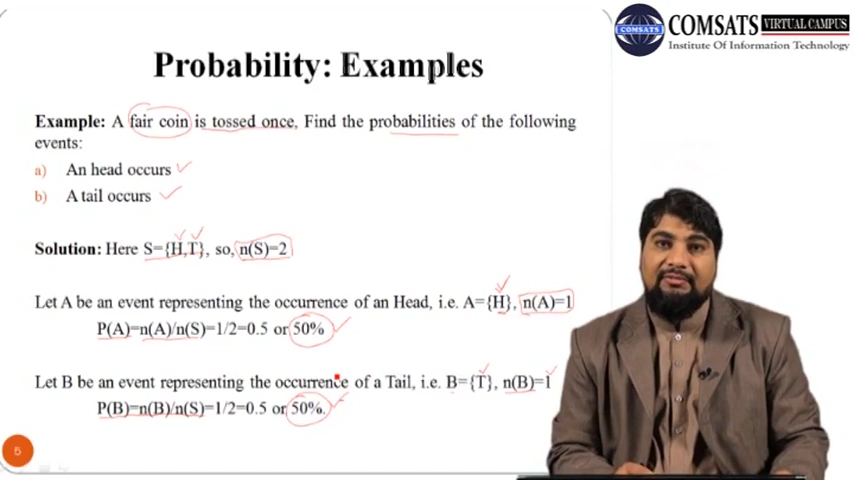 COMSATS VIRTUAL CAMPUS
Institute Of Information Technology
COMSATS
Probability: Examples
Example: A fair coin is tossed once, Find the probabilities of the following
events:
a) An head occurs
b) A tail occurs
Solution: Here S={H,T}, so, n(S)=2
Let A be an event representing the occurrence of an Head, i.e. A={H}, n(A)=1
P(A)=n(A)/n(S)=1/2=0.5 or 50%
Let B be an event representing the occurrence of a Tail, i.e. B={T}, n(B)=1
P(B)=n(B)/n(S)=1/2=0.5 or 50%.
5